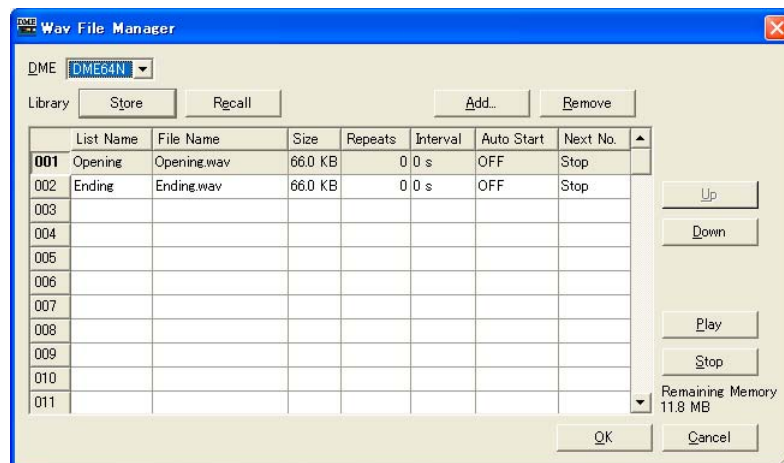 DME Wav File Manager
DME DME64N
Library Store Recall Add... Remove
List Name File Name Size Repeats Interval Auto Start Next No.
001 Opening Opening.wav 66.0 KB 0 0 s OFF Stop
002 Ending Ending.wav 66.0 KB 0 0 s OFF Stop
003
004
005
006
007
008
009
010
011
Up
Down
Play
Stop
Remaining Memory
11.8 MB
OK Cancel